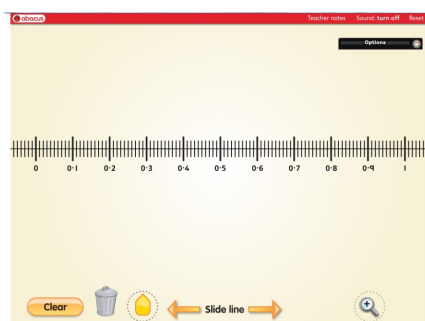 abacus Teacher notes Sound: turn off Reset
Options
0 0·1 0·2 0·3 0·4 0·5 0·6 0·7 0·8 0·9 1
Clear Slide line